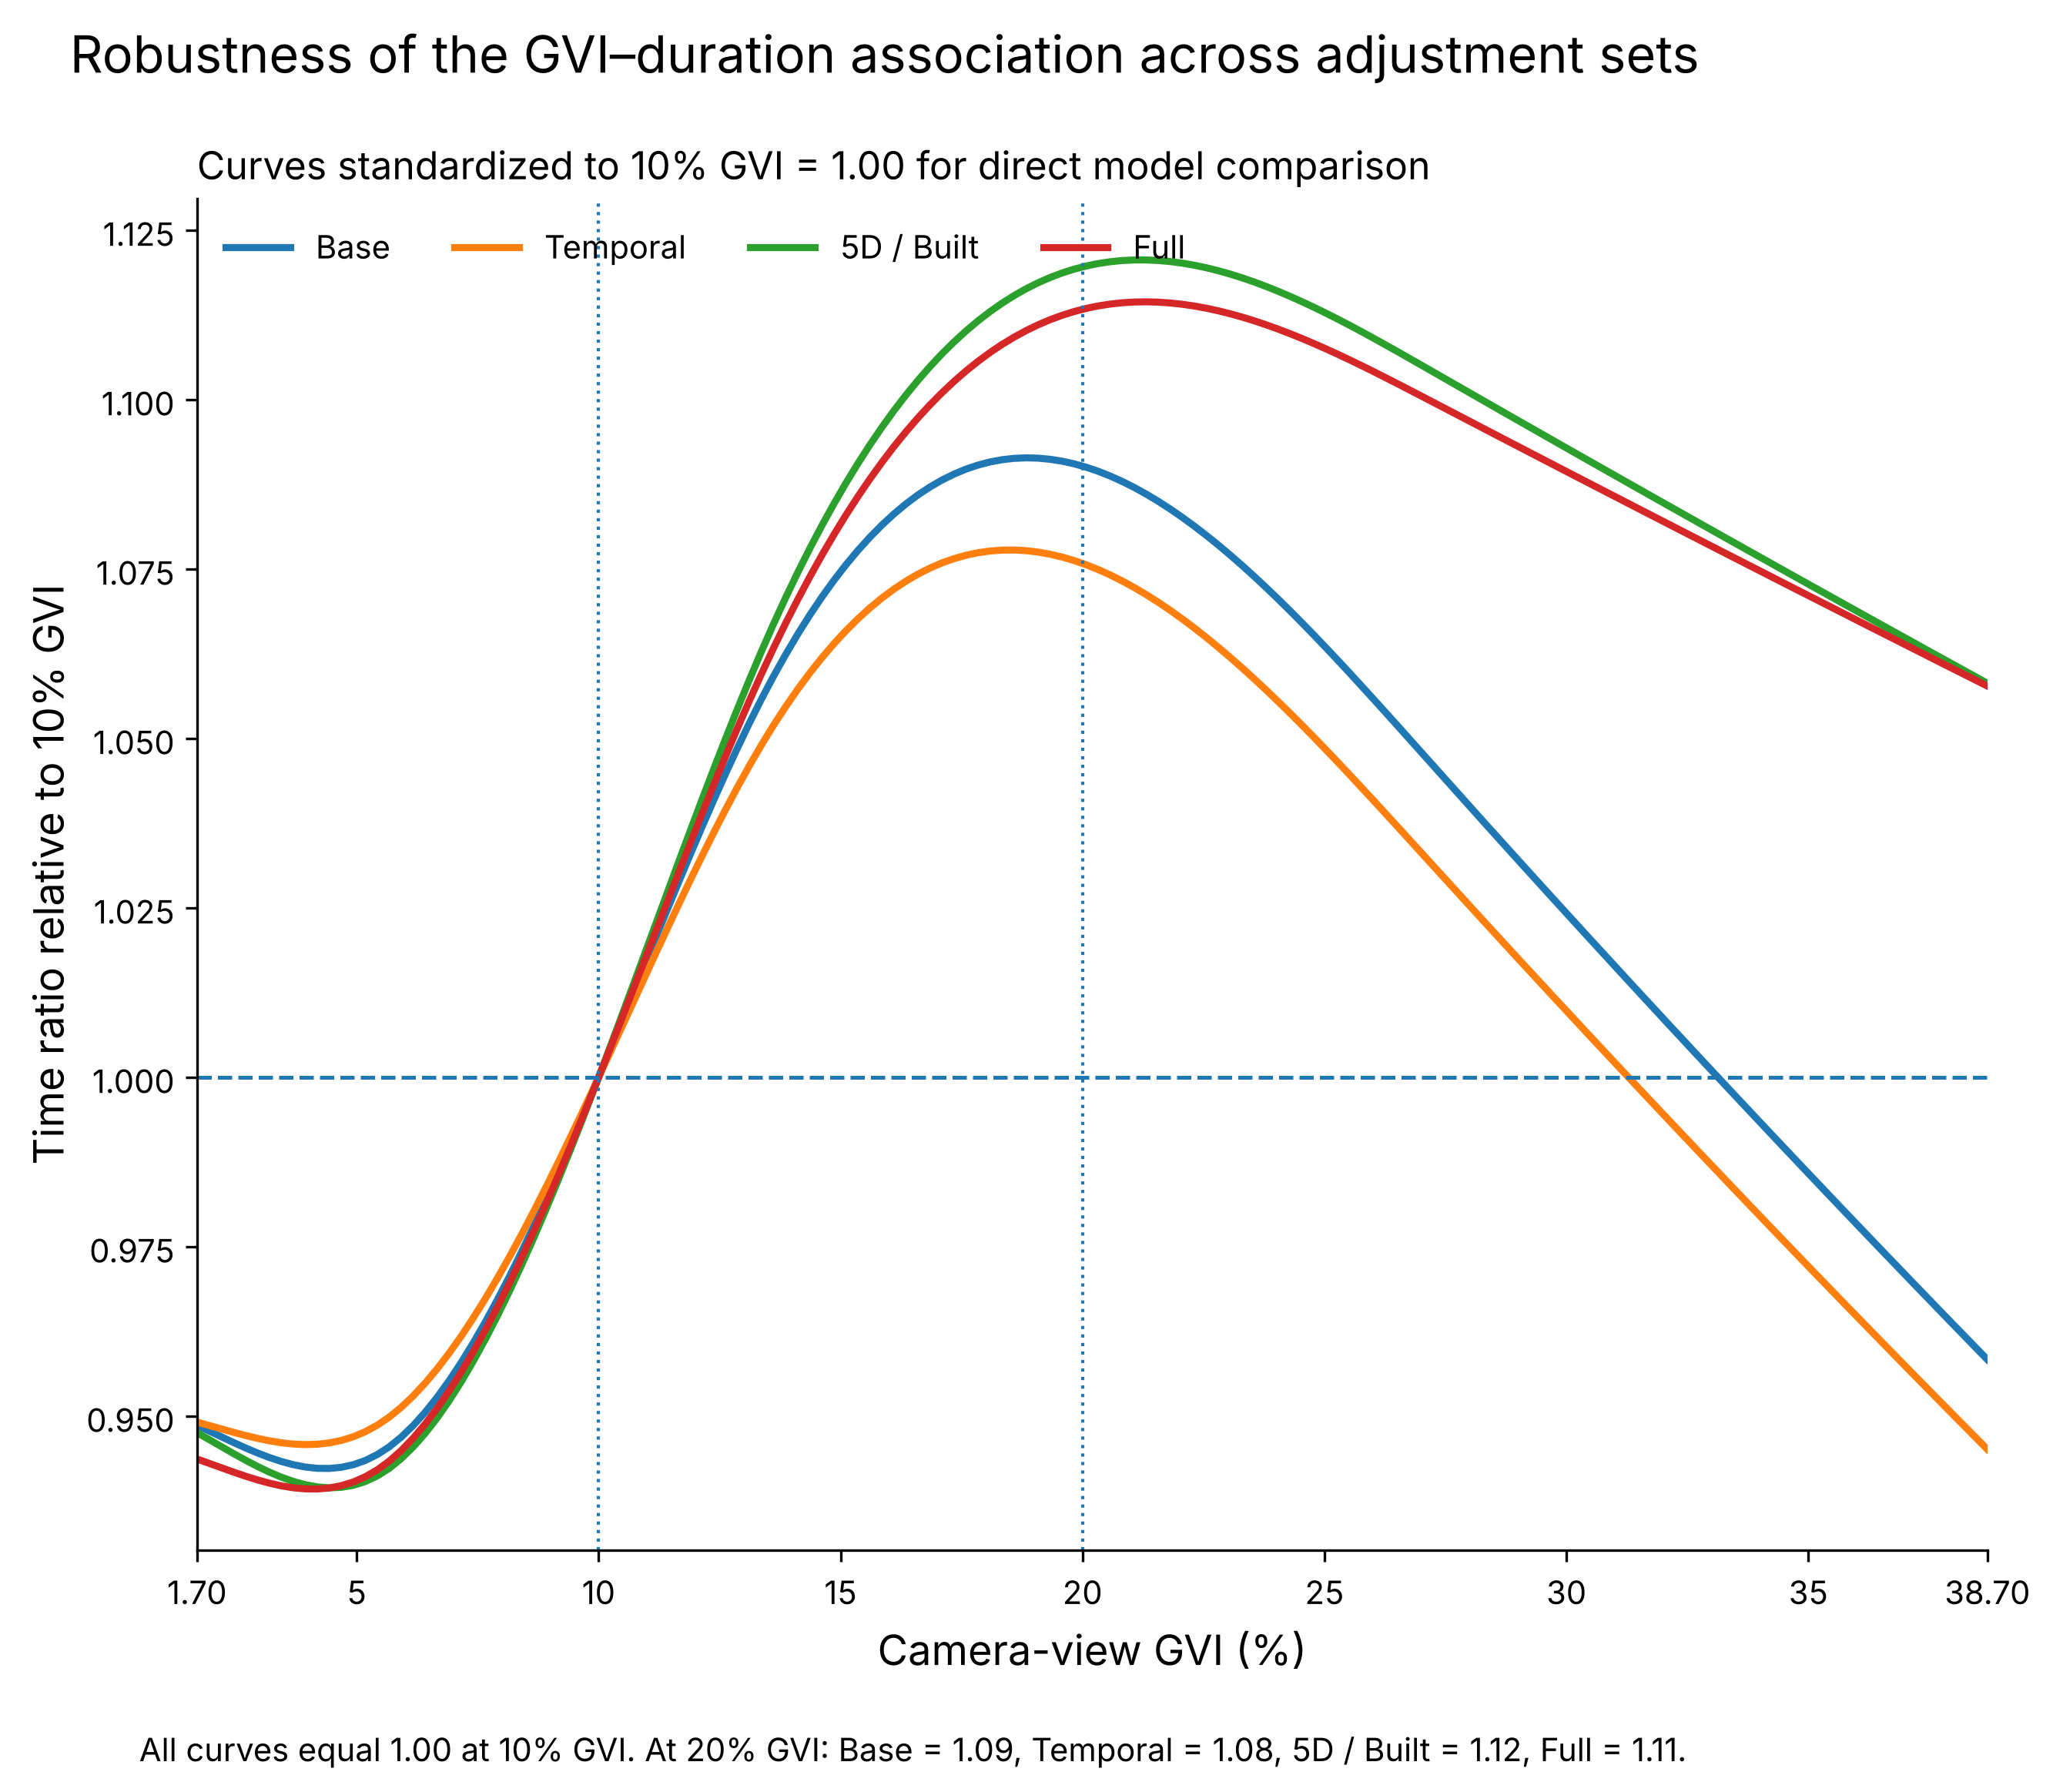 Robustness of the GVI–duration association across adjustment sets
Curves standardized to 10% GVI = 1.00 for direct model comparison
Base Temporal 5D / Built Full
Time ratio relative to 10% GVI
1.125
1.100
1.075
1.050
1.025
1.000
0.975
0.950
1.70 5 10 15 20 25 30 35 38.70
Camera-view GVI (%)
All curves equal 1.00 at 10% GVI. At 20% GVI: Base = 1.09, Temporal = 1.08, 5D / Built = 1.12, Full = 1.11.